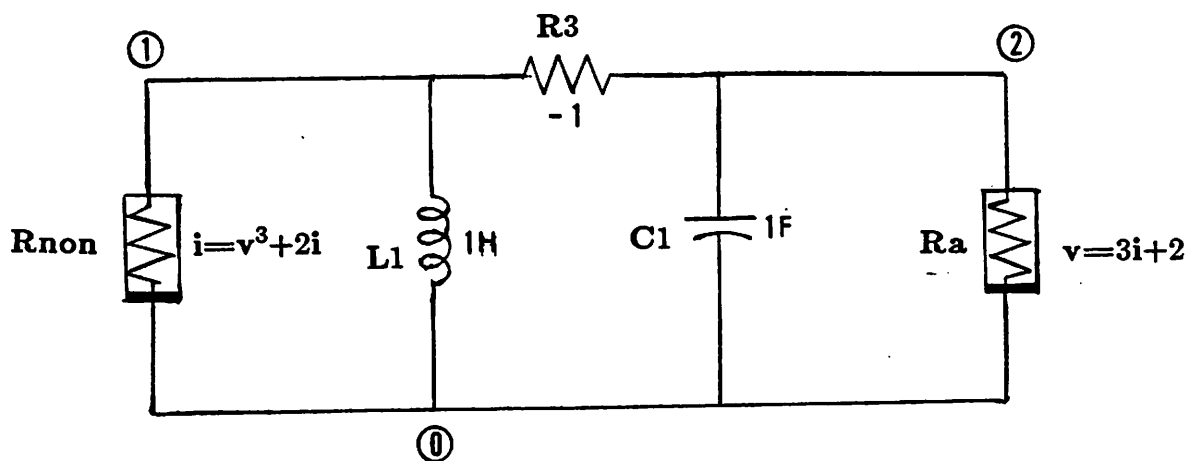 R3
①
②
-1
Rnon
i=v³+2i
L1
1H
C1
1F
Ra
v=3i+2
⓪